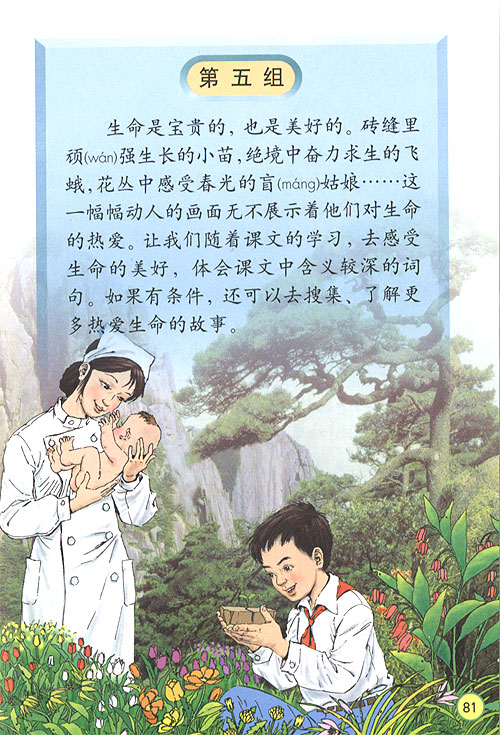 第五组
生命是宝贵的，也是美好的。砖缝里
顽(wán)强生长的小苗，绝境中奋力求生的飞
蛾，花丛中感受春光的盲(máng)姑娘……这
一幅幅动人的画面无不展示着他们对生命
的热爱。让我们随着课文的学习，去感受
生命的美好，体会课文中含义较深的词
句。如果有条件，还可以去搜集、了解更
多热爱生命的故事。
81